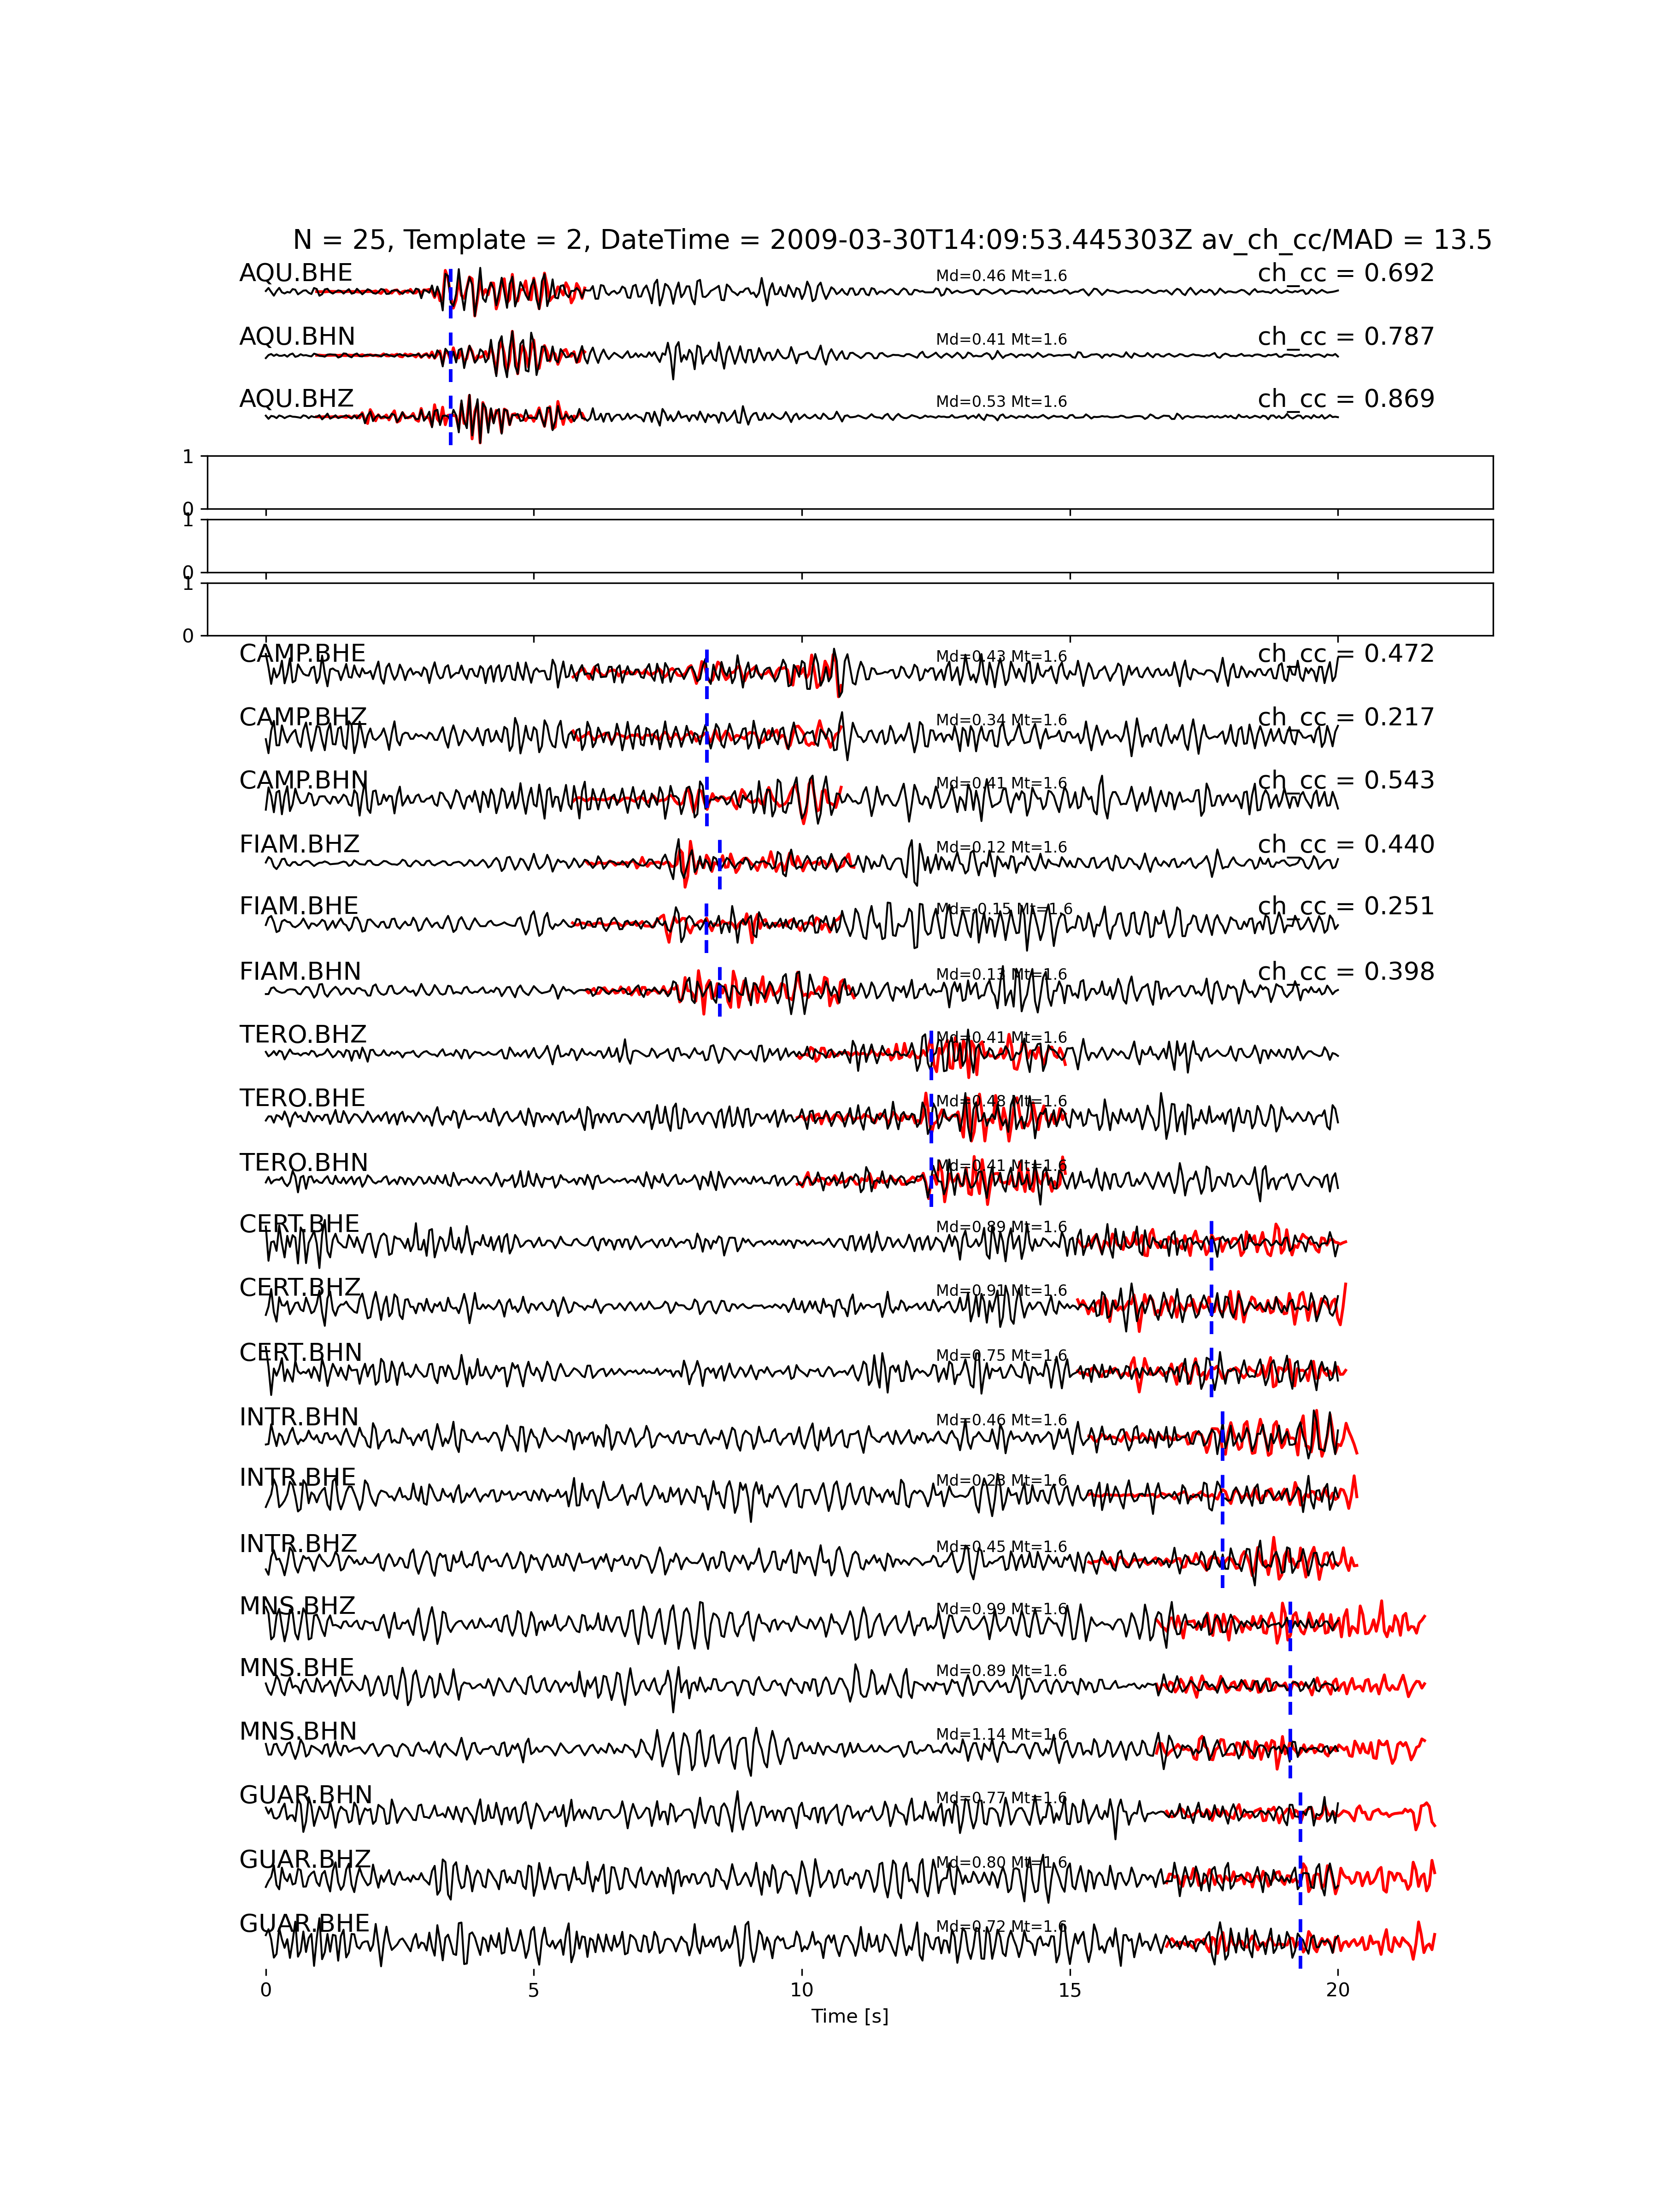 N = 25, Template = 2, DateTime = 2009-03-30T14:09:53.445303Z av_ch_cc/MAD = 13.5
AQU.BHE Md=0.46 Mt=1.6 ch_cc = 0.692
AQU.BHN Md=0.41 Mt=1.6 ch_cc = 0.787
AQU.BHZ Md=0.53 Mt=1.6 ch_cc = 0.869
1
0
1
0
1
0
CAMP.BHE Md=0.43 Mt=1.6 ch_cc = 0.472
CAMP.BHZ Md=0.34 Mt=1.6 ch_cc = 0.217
CAMP.BHN Md=0.41 Mt=1.6 ch_cc = 0.543
FIAM.BHZ Md=0.12 Mt=1.6 ch_cc = 0.440
FIAM.BHE Md=-0.15 Mt=1.6 ch_cc = 0.251
FIAM.BHN Md=0.13 Mt=1.6 ch_cc = 0.398
TERO.BHZ Md=0.41 Mt=1.6
TERO.BHE Md=0.48 Mt=1.6
TERO.BHN Md=0.41 Mt=1.6
CERT.BHE Md=0.89 Mt=1.6
CERT.BHZ Md=0.91 Mt=1.6
CERT.BHN Md=0.75 Mt=1.6
INTR.BHN Md=0.46 Mt=1.6
INTR.BHE Md=0.28 Mt=1.6
INTR.BHZ Md=0.45 Mt=1.6
MNS.BHZ Md=0.99 Mt=1.6
MNS.BHE Md=0.89 Mt=1.6
MNS.BHN Md=1.14 Mt=1.6
GUAR.BHN Md=0.77 Mt=1.6
GUAR.BHZ Md=0.80 Mt=1.6
GUAR.BHE Md=0.72 Mt=1.6
0 5 10 15 20
Time [s]